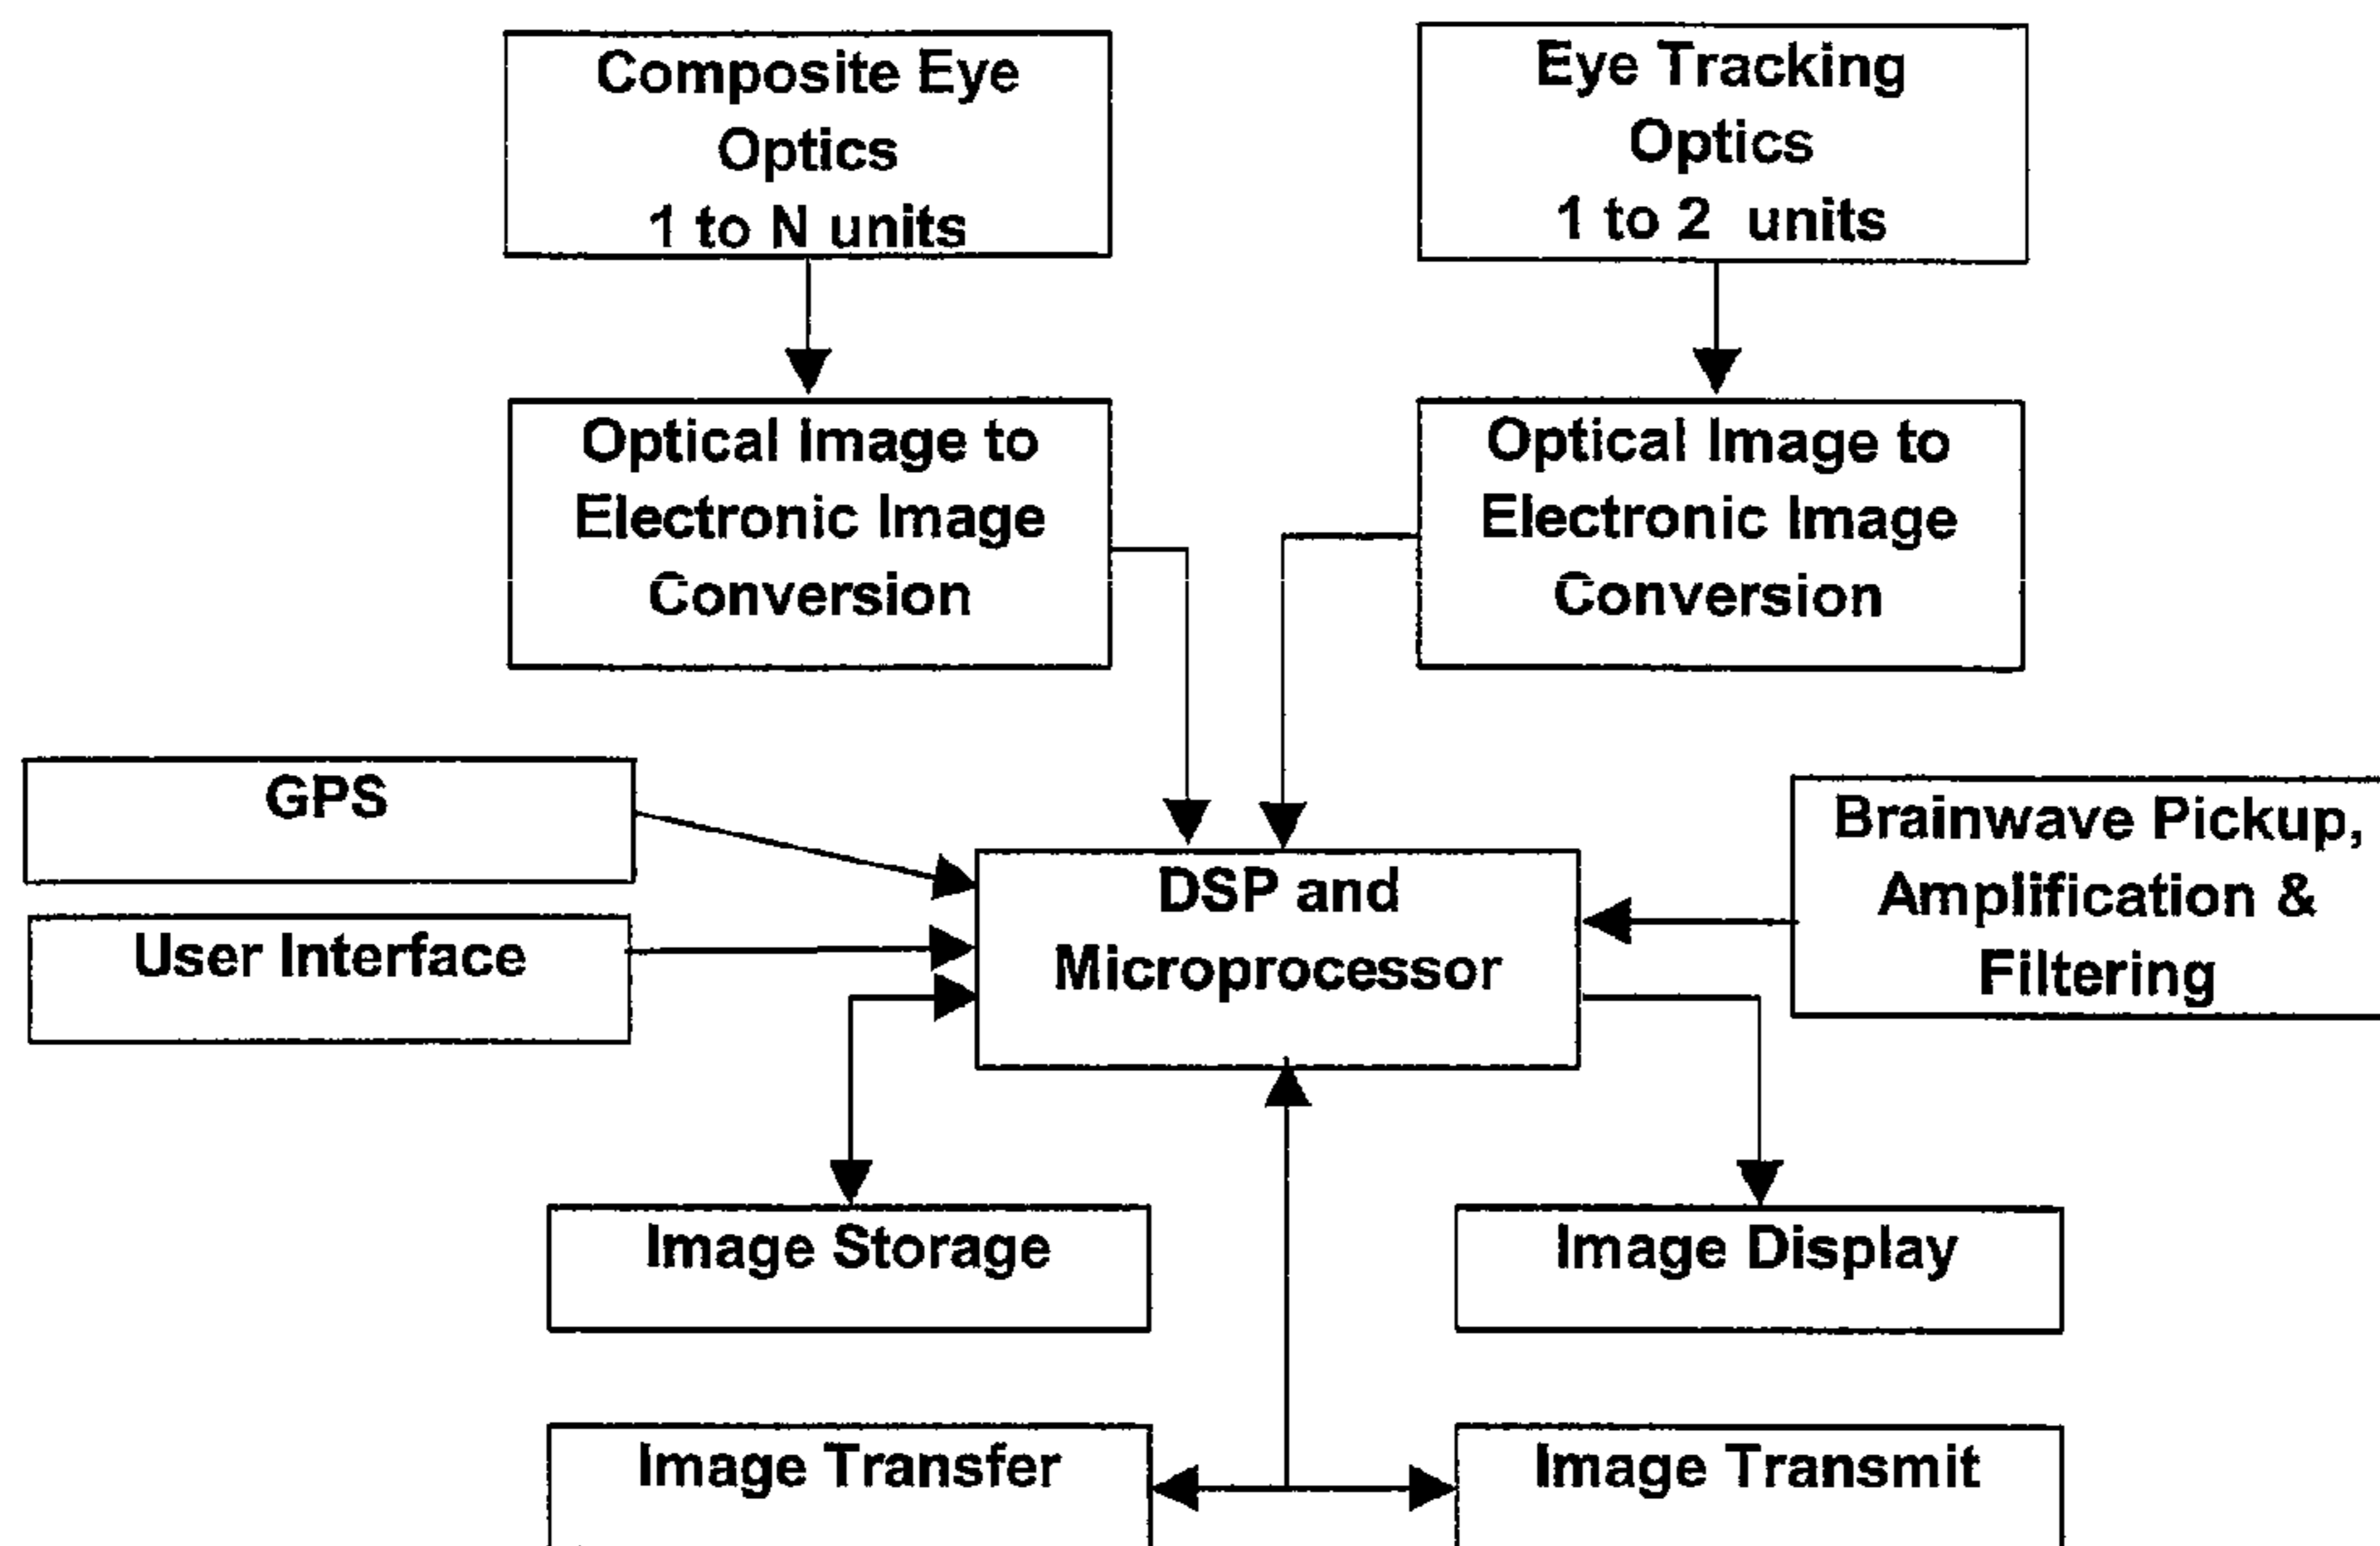 Composite Eye
Optics
1 to N units
Eye Tracking
Optics
1 to 2 units
Optical Image to
Electronic Image
Conversion
Optical Image to
Electronic Image
Conversion
GPS
User Interface
DSP and
Microprocessor
Brainwave Pickup,
Amplification &
Filtering
Image Storage
Image Display
Image Transfer
Image Transmit